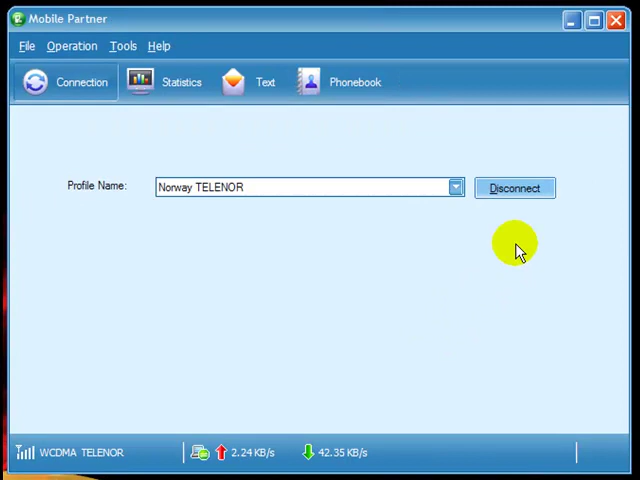 Mobile Partner
File Operation Tools Help
Connection Statistics Text Phonebook
Profile Name: Norway TELENOR Disconnect
WCDMA TELENOR 2.24 KB/s 42.35 KB/s